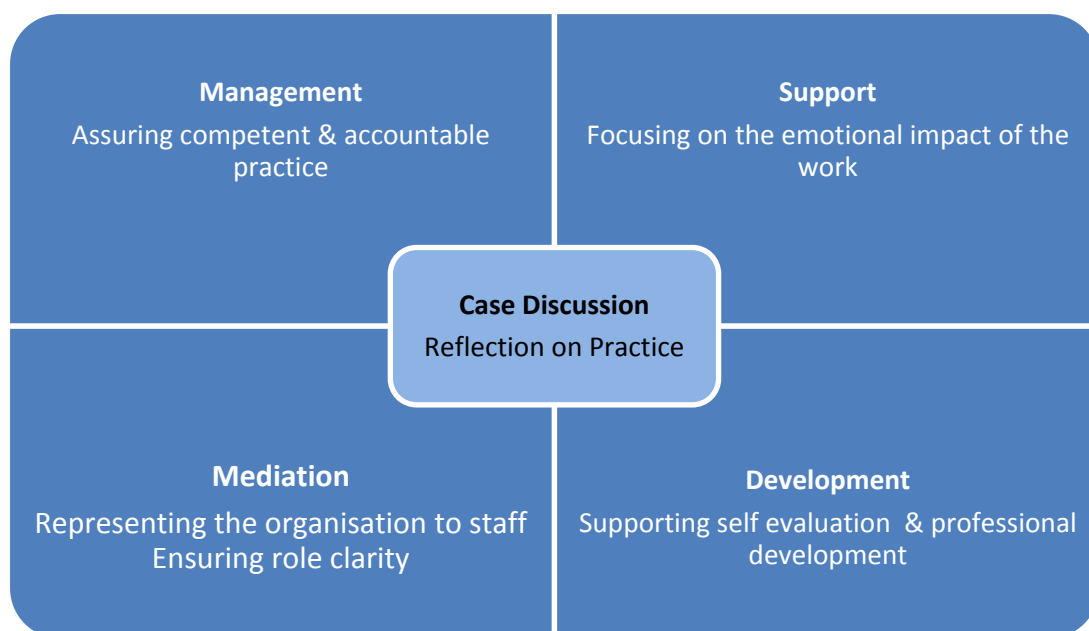 Management
Assuring competent & accountable
practice
Support
Focusing on the emotional impact of the
work
Case Discussion
Reflection on Practice
Mediation
Representing the organisation to staff
Ensuring role clarity
Development
Supporting self evaluation & professional
development